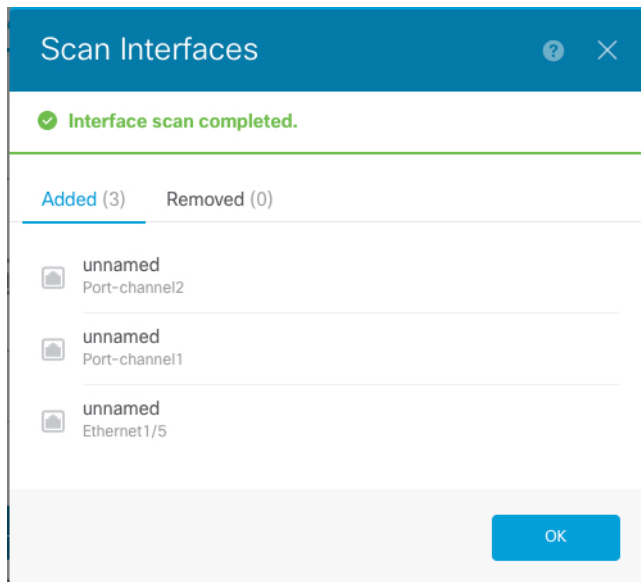 Scan Interfaces
?
Interface scan completed.
Added (3) Removed (0)
unnamed
Port-channel2
unnamed
Port-channel1
unnamed
Ethernet1/5
OK